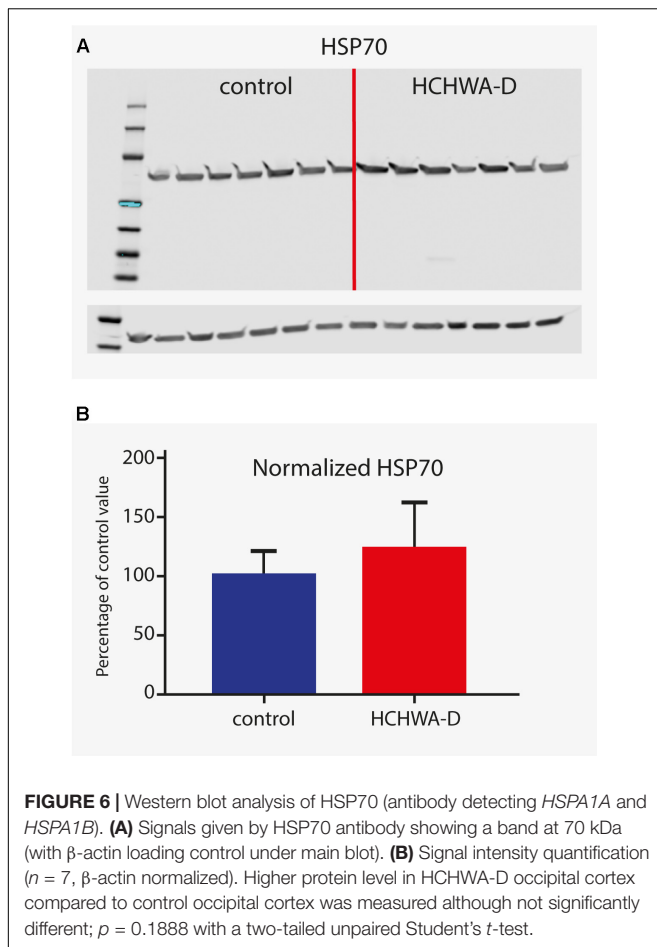 A
HSP70
control HCHWA-D
B
Normalized HSP70
Percentage of control value
200
150
100
50
0
control HCHWA-D
FIGURE 6 | Western blot analysis of HSP70 (antibody detecting HSPA1A and
HSPA1B). (A) Signals given by HSP70 antibody showing a band at 70 kDa
(with β-actin loading control under main blot). (B) Signal intensity quantification
(n = 7, β-actin normalized). Higher protein level in HCHWA-D occipital cortex
compared to control occipital cortex was measured although not significantly
different; p = 0.1888 with a two-tailed unpaired Student's t-test.